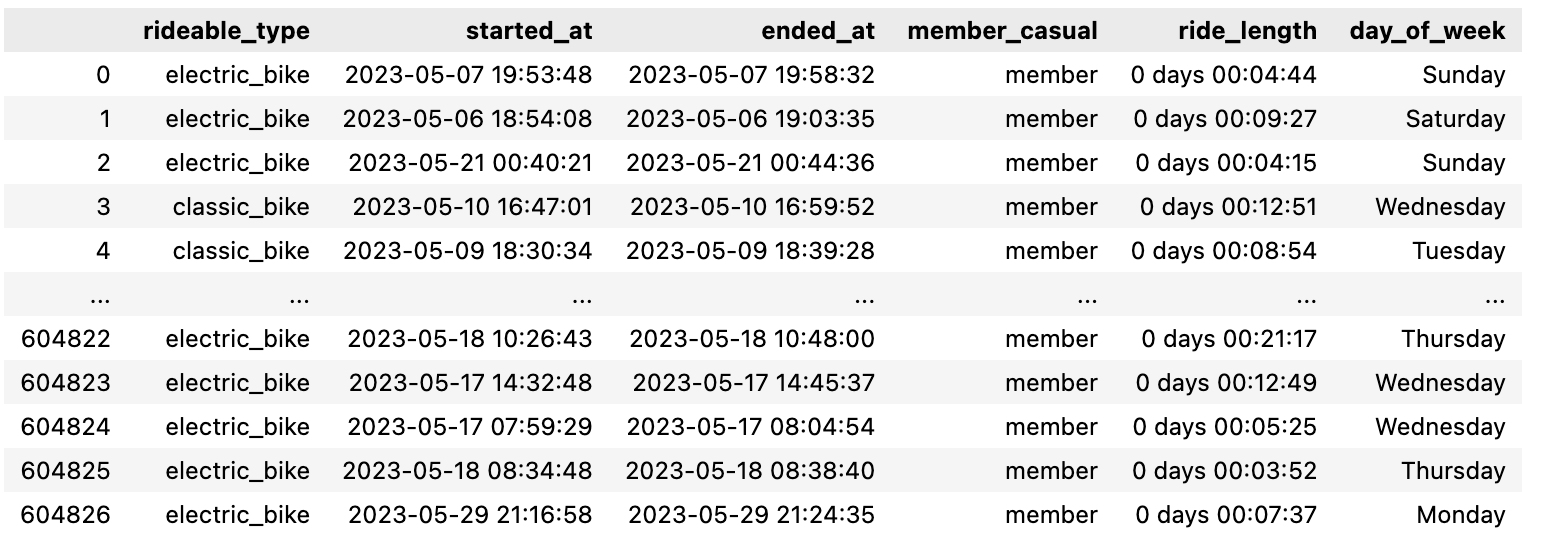 rideable_type started_at ended_at member_casual ride_length day_of_week
0 electric_bike 2023-05-07 19:53:48 2023-05-07 19:58:32 member 0 days 00:04:44 Sunday
1 electric_bike 2023-05-06 18:54:08 2023-05-06 19:03:35 member 0 days 00:09:27 Saturday
2 electric_bike 2023-05-21 00:40:21 2023-05-21 00:44:36 member 0 days 00:04:15 Sunday
3 classic_bike 2023-05-10 16:47:01 2023-05-10 16:59:52 member 0 days 00:12:51 Wednesday
4 classic_bike 2023-05-09 18:30:34 2023-05-09 18:39:28 member 0 days 00:08:54 Tuesday
... ... ... ... ... ... ...
604822 electric_bike 2023-05-18 10:26:43 2023-05-18 10:48:00 member 0 days 00:21:17 Thursday
604823 electric_bike 2023-05-17 14:32:48 2023-05-17 14:45:37 member 0 days 00:12:49 Wednesday
604824 electric_bike 2023-05-17 07:59:29 2023-05-17 08:04:54 member 0 days 00:05:25 Wednesday
604825 electric_bike 2023-05-18 08:34:48 2023-05-18 08:38:40 member 0 days 00:03:52 Thursday
604826 electric_bike 2023-05-29 21:16:58 2023-05-29 21:24:35 member 0 days 00:07:37 Monday